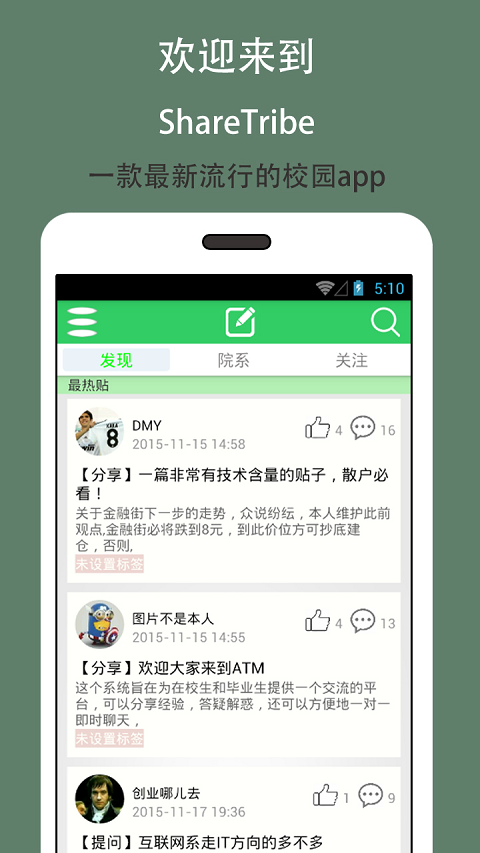 欢迎来到
ShareTribe
一款最新流行的校园app
5:10
发现 院系 关注
最热贴
DMY 4 16
2015-11-15 14:58
【分享】一篇非常有技术含量的贴子，散户必
看！
关于金融街下一步的走势，众说纷纭，本人维护此前
观点,金融街必将跌到8元，到此价位方可抄底建
仓，否则,
未设置标签
图片不是本人 4 13
2015-11-15 14:55
【分享】欢迎大家来到ATM
这个系统旨在为在校生和毕业生提供一个交流的平
台，可以分享经验，答疑解惑，还可以方便地一对一
即时聊天，
未设置标签
创业哪儿去 1 9
2015-11-17 19:36
【提问】互联网系走IT方向的多不多